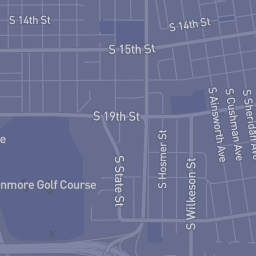 S 14th St
S 14th St
S 15th St
S 19th St
S Ainsworth Ave
S Cushman Ave
S Sheridan Ave
S Hosmer St
S State St
S Wilkeson St
e
nmore Golf Course